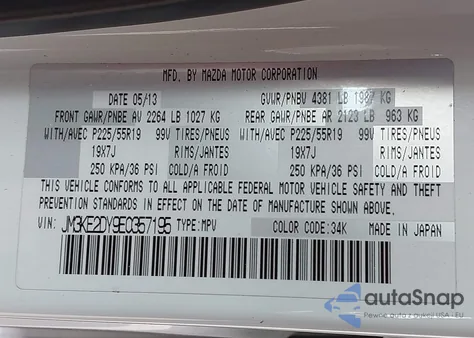 MFD. BY MAZDA MOTOR CORPORATION
DATE 05/13 GVWR/PNBV 4381 LB 1987 KG
FRONT GAWR/PNBE AV 2264 LB 1027 KG REAR GAWR/PNBE AR 2123 LB 963 KG
WITH/AVEC P225/55R19 99V TIRES/PNEUS WITH/AVEC P225/55R19 99V TIRES/PNEUS
19X7J RIMS/JANTES 19X7J RIMS/JANTES
250 KPA/36 PSI COLD/A FROID 250 KPA/36 PSI COLD/A FROID
THIS VEHICLE CONFORMS TO ALL APPLICABLE FEDERAL MOTOR VEHICLE SAFETY AND THEFT
PREVENTION STANDARDS IN EFFECT ON THE DATE OF MANUFACTURE SHOWN ABOVE.
VIN: JM3KE2DY9E0357195 TYPE:MPV COLOR CODE:34K MADE IN JAPAN
autoSnap